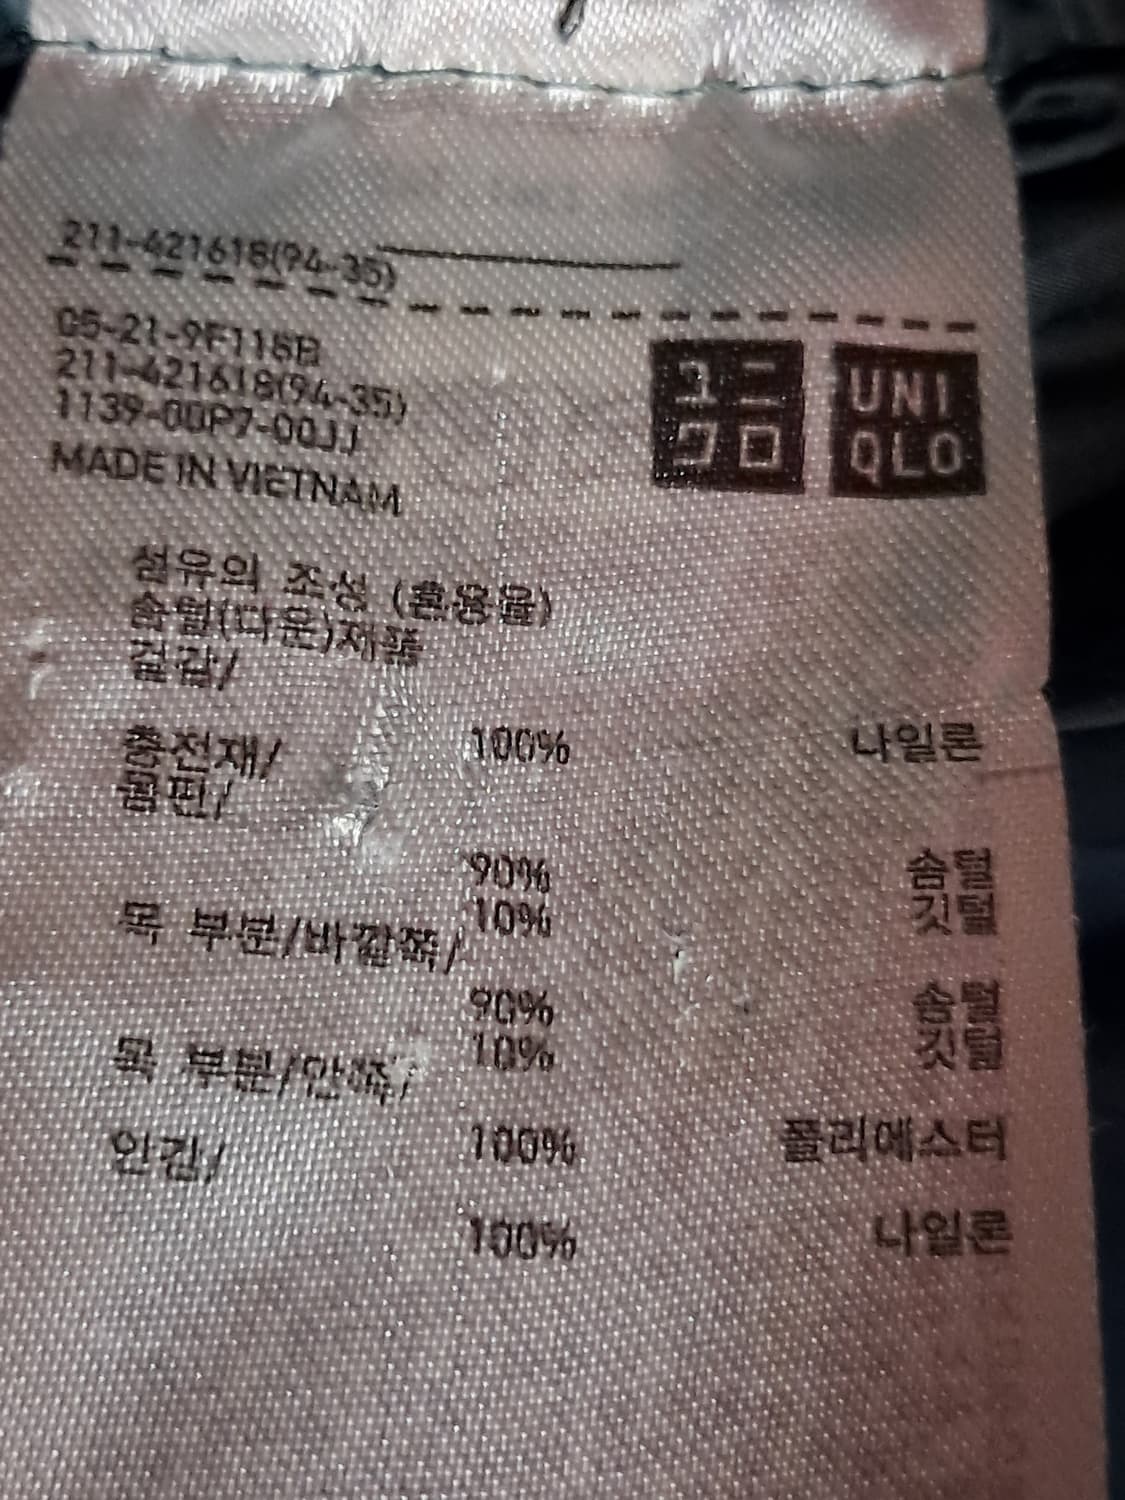 211-421618(94-35)
05-21-9F118B
211-421618(94-35)
1139-00P7-00JJ
MADE IN VIETNAM
ユニ
クロ
UNI
QLO
섬유의 조성 (혼용율)
솜털(다운)제품
겉감/
100% 나일론
충전재/
몸판/
90% 솜털
10% 깃털
목 부분/바깥쪽/
90% 솜털
10% 깃털
목 부분/안쪽/
100% 폴리에스터
안감/
100% 나일론